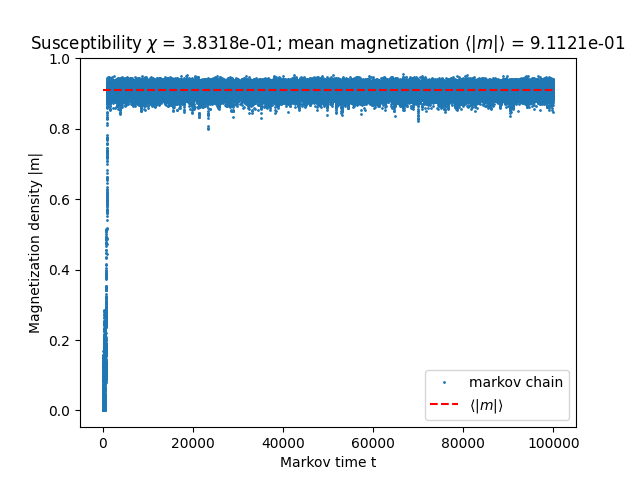 Susceptibility χ = 3.8318e-01; mean magnetization ⟨|m|⟩ = 9.1121e-01
1.0
0.8
0.6
0.4
0.2
0.0
Magnetization density |m|
markov chain
⟨|m|⟩
0 20000 40000 60000 80000 100000
Markov time t